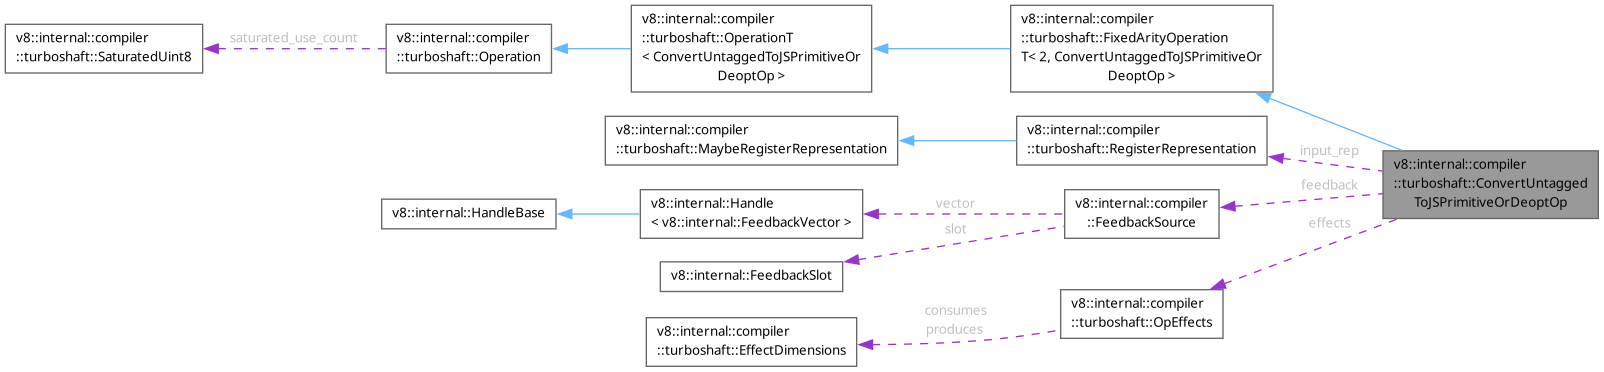 v8::internal::compiler
::turboshaft::SaturatedUint8
saturated_use_count
v8::internal::compiler
::turboshaft::Operation
v8::internal::compiler
::turboshaft::OperationT
< ConvertUntaggedToJSPrimitiveOr
DeoptOp >
v8::internal::compiler
::turboshaft::FixedArityOperation
T< 2, ConvertUntaggedToJSPrimitiveOr
DeoptOp >
v8::internal::compiler
::turboshaft::MaybeRegisterRepresentation
v8::internal::compiler
::turboshaft::RegisterRepresentation
input_rep
v8::internal::compiler
::turboshaft::ConvertUntagged
ToJSPrimitiveOrDeoptOp
v8::internal::HandleBase
v8::internal::Handle
< v8::internal::FeedbackVector >
vector
slot
v8::internal::compiler
::FeedbackSource
feedback
effects
v8::internal::FeedbackSlot
v8::internal::compiler
::turboshaft::EffectDimensions
consumes
produces
v8::internal::compiler
::turboshaft::OpEffects